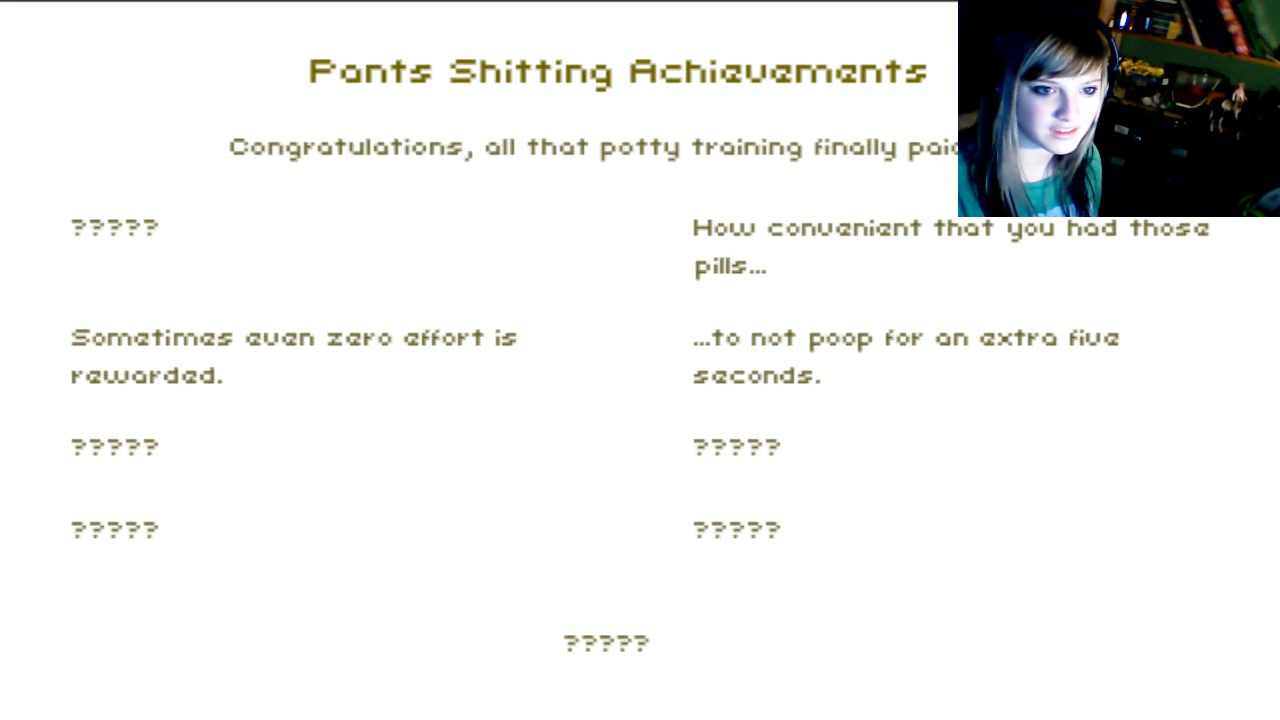 Pants Shitting Achievements
Congratulations, all that potty training finally
?????
How convenient that you had those
pills...
Sometimes even zero effort is
rewarded.
...to not poop for an extra five
seconds.
?????
?????
?????
?????
?????